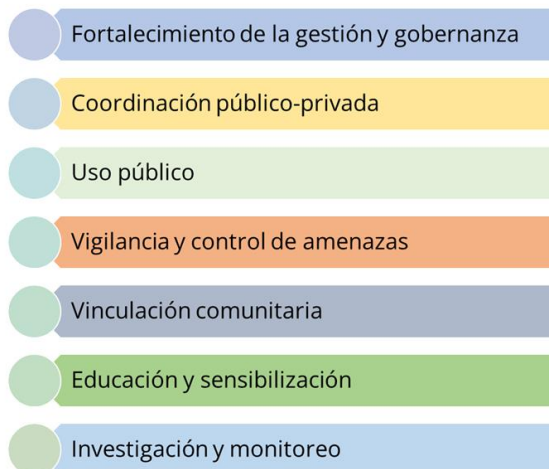 Fortalecimiento de la gestión y gobernanza
Coordinación público-privada
Uso público
Vigilancia y control de amenazas
Vinculación comunitaria
Educación y sensibilización
Investigación y monitoreo